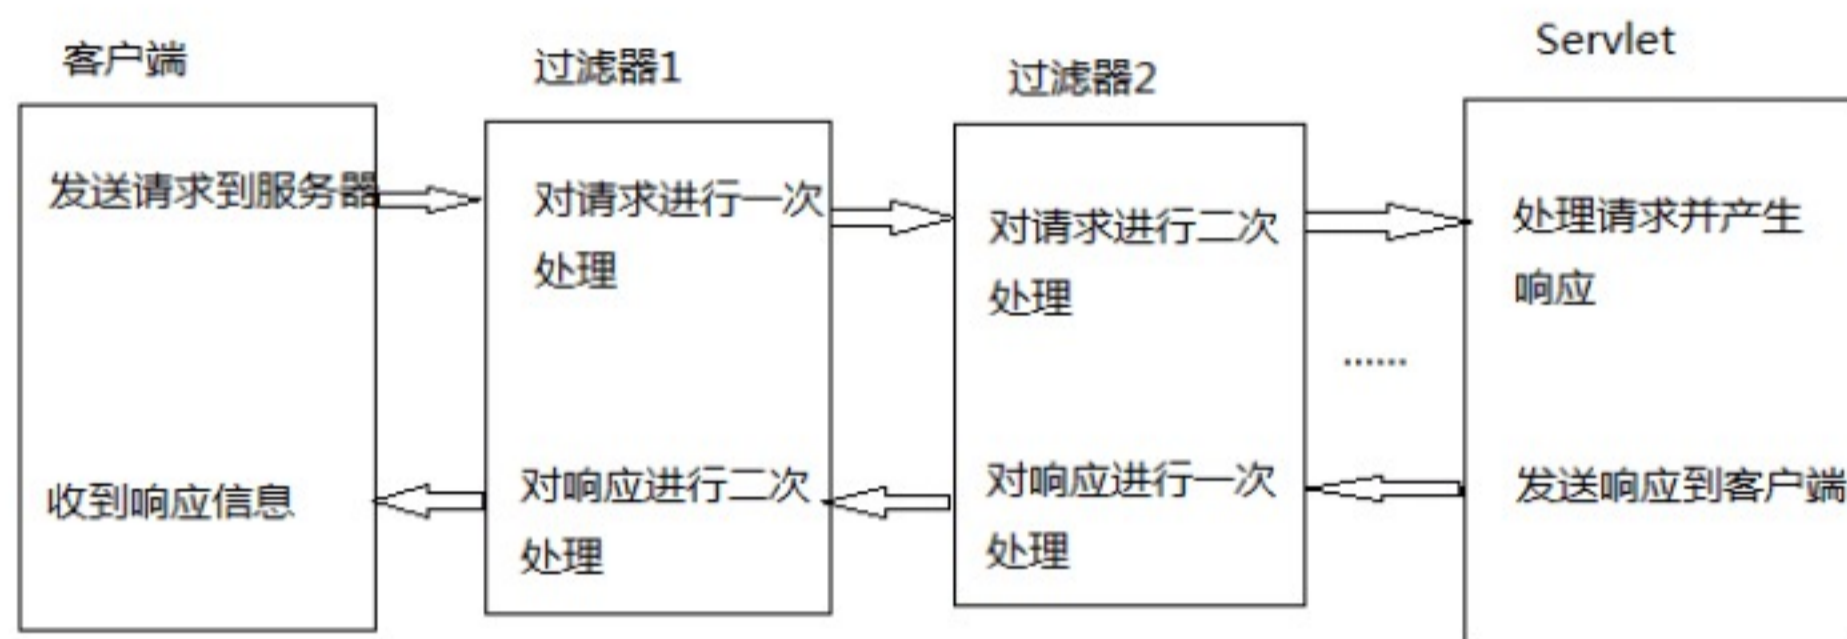 客户端
发送请求到服务器
收到响应信息
过滤器1
对请求进行一次
处理
对响应进行二次
处理
过滤器2
对请求进行二次
处理
对响应进行一次
处理
......
Servlet
处理请求并产生
响应
发送响应到客户端